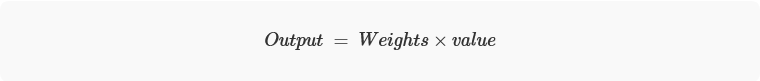 Output = Weights × value